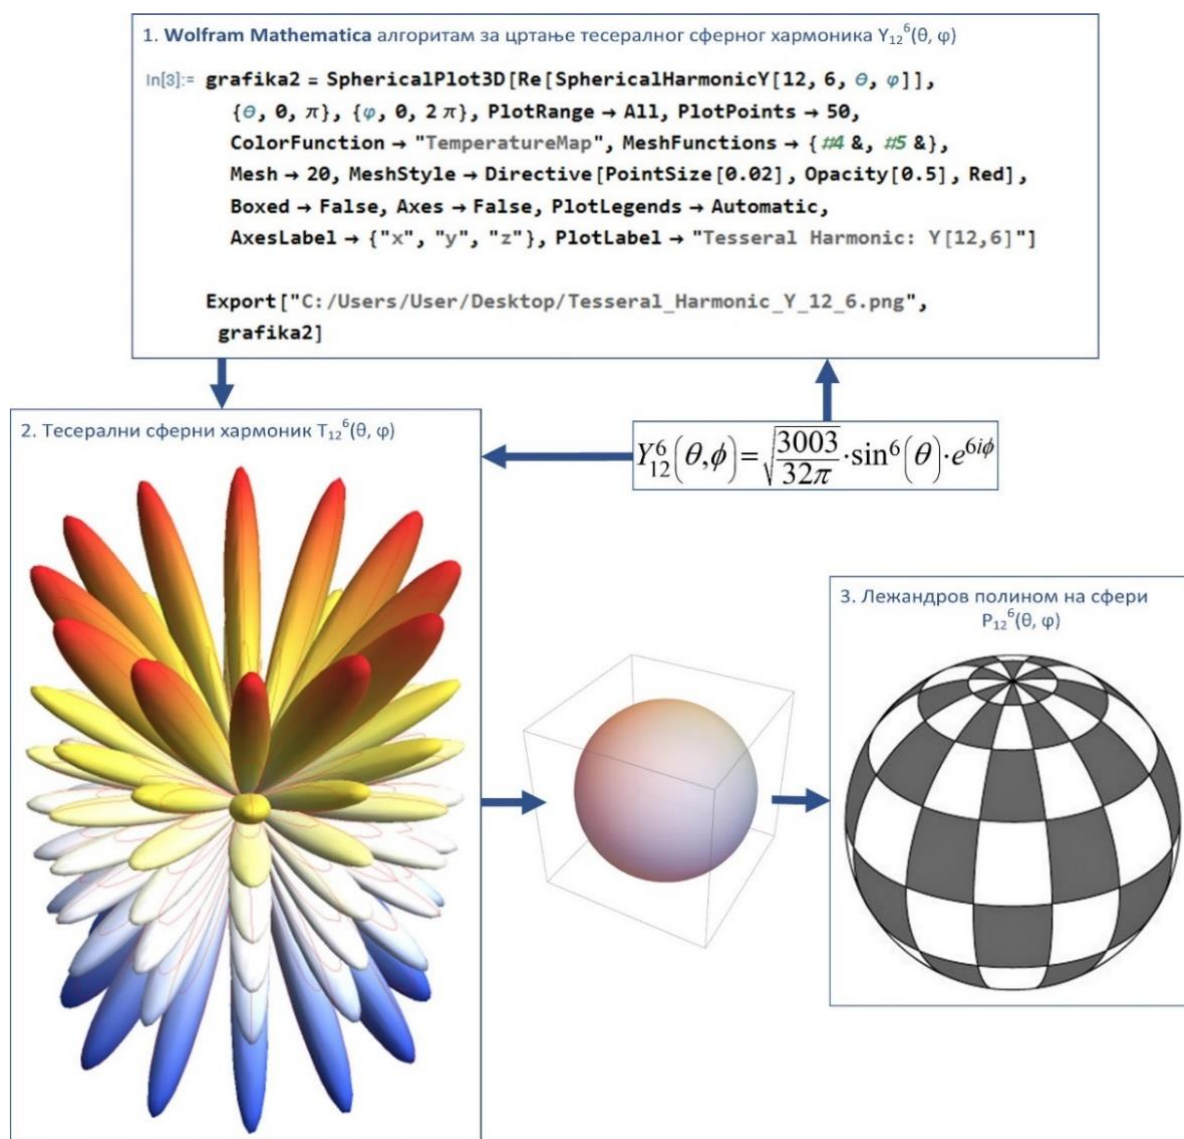 1. Wolfram Mathematica алгоритам за цртање тесералног сферног хармоника Y₁₂⁶(θ, φ)
In[3]:= grafika2 = SphericalPlot3D[Re[SphericalHarmonicY[12, 6, θ, φ]],
{θ, 0, π}, {φ, 0, 2 π}, PlotRange → All, PlotPoints → 50,
ColorFunction → "TemperatureMap", MeshFunctions → {#4 &, #5 &},
Mesh → 20, MeshStyle → Directive[PointSize[0.02], Opacity[0.5], Red],
Boxed → False, Axes → False, PlotLegends → Automatic,
AxesLabel → {"x", "y", "z"}, PlotLabel → "Tesseral Harmonic: Y[12,6]"]
Export["C:/Users/User/Desktop/Tesseral_Harmonic_Y_12_6.png",
grafika2]
2. Тесерални сферни хармоник T₁₂⁶(θ, φ)
Y₁₂⁶(θ,ϕ)=√(3003/32π)·sin⁶(θ)·e⁶ⁱᵠ
3. Лежандров полином на сфери
P₁₂⁶(θ, φ)